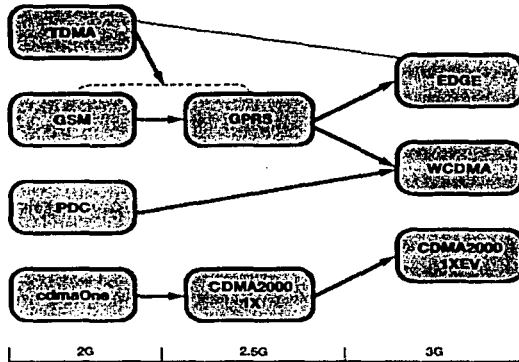 TDMA
EDGE
GSM
GPRS
WCDMA
PDC
CDMA2000
1XEV
cdmaOne
CDMA2000
1X
2G
2.5G
3G